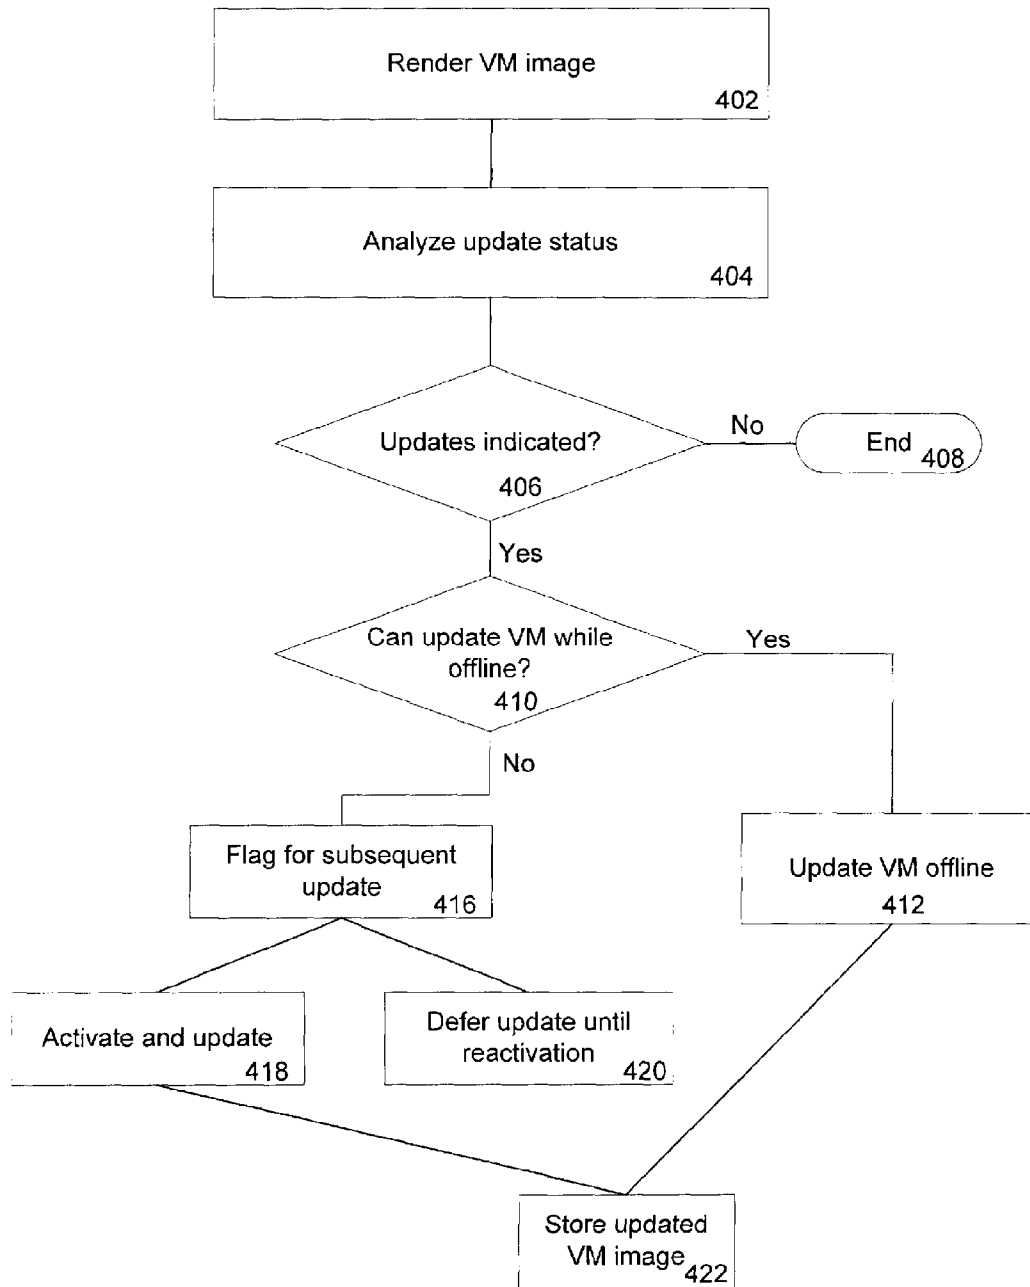 Render VM image
402
Analyze update status
404
Updates indicated?
406
No
End
408
Yes
Can update VM while
offline?
410
Yes
No
Flag for subsequent
update
416
Update VM offline
412
Activate and update
418
Defer update until
reactivation
420
Store updated
VM image
422